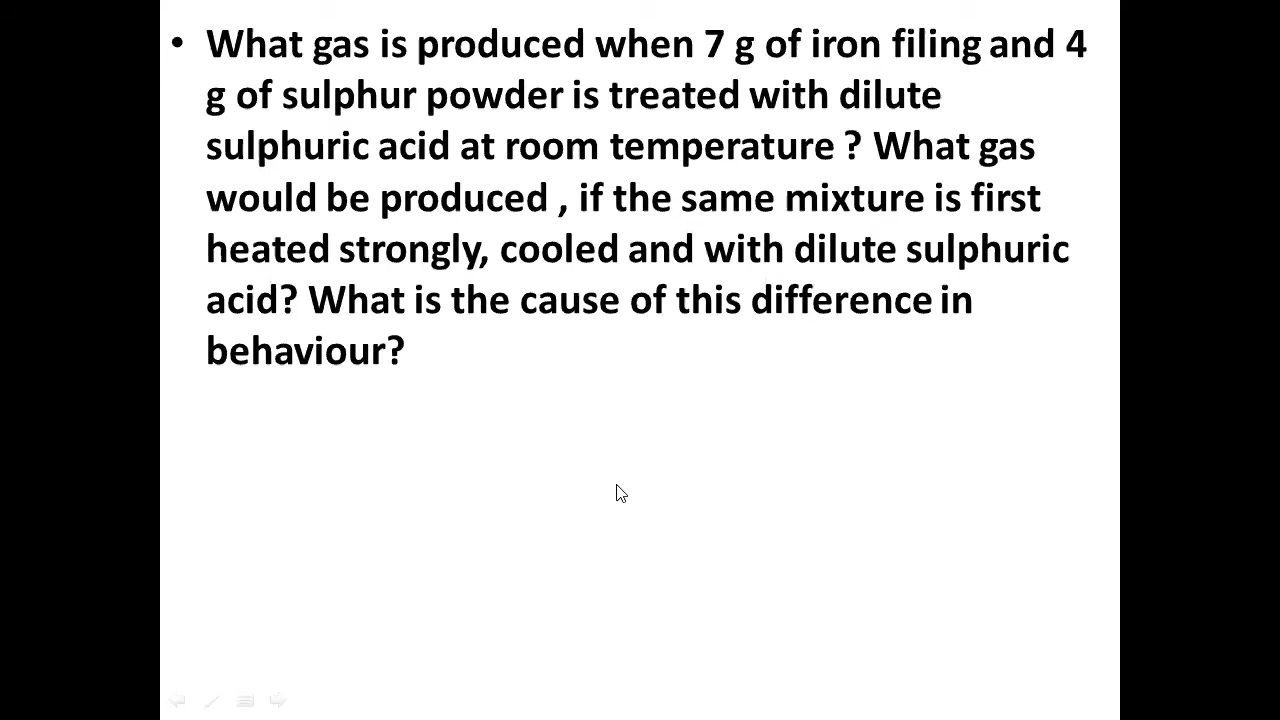 • What gas is produced when 7 g of iron filing and 4
g of sulphur powder is treated with dilute
sulphuric acid at room temperature ? What gas
would be produced , if the same mixture is first
heated strongly, cooled and with dilute sulphuric
acid? What is the cause of this difference in
behaviour?